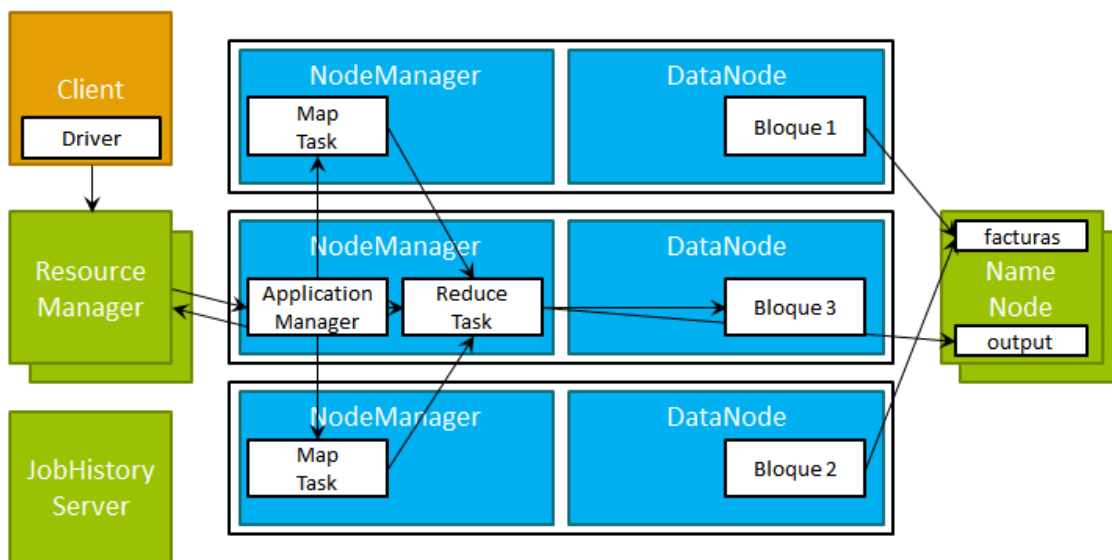 Client
Driver
Resource
Manager
JobHistory
Server
NodeManager
Map
Task
DataNode
Bloque 1
NodeManager
Application
Manager
Reduce
Task
DataNode
Bloque 3
NodeManager
Map
Task
DataNode
Bloque 2
facturas
Name
Node
output